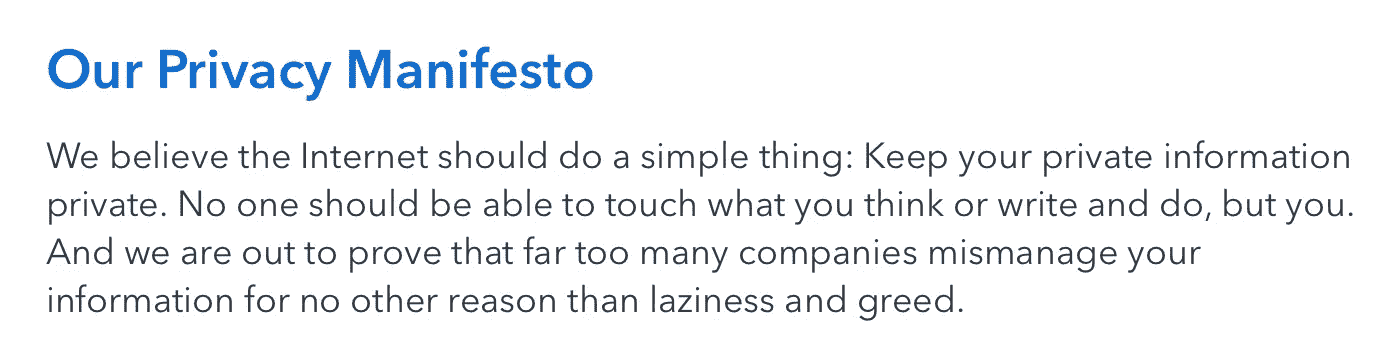 Our Privacy Manifesto
We believe the Internet should do a simple thing: Keep your private information
private. No one should be able to touch what you think or write and do, but you.
And we are out to prove that far too many companies mismanage your
information for no other reason than laziness and greed.